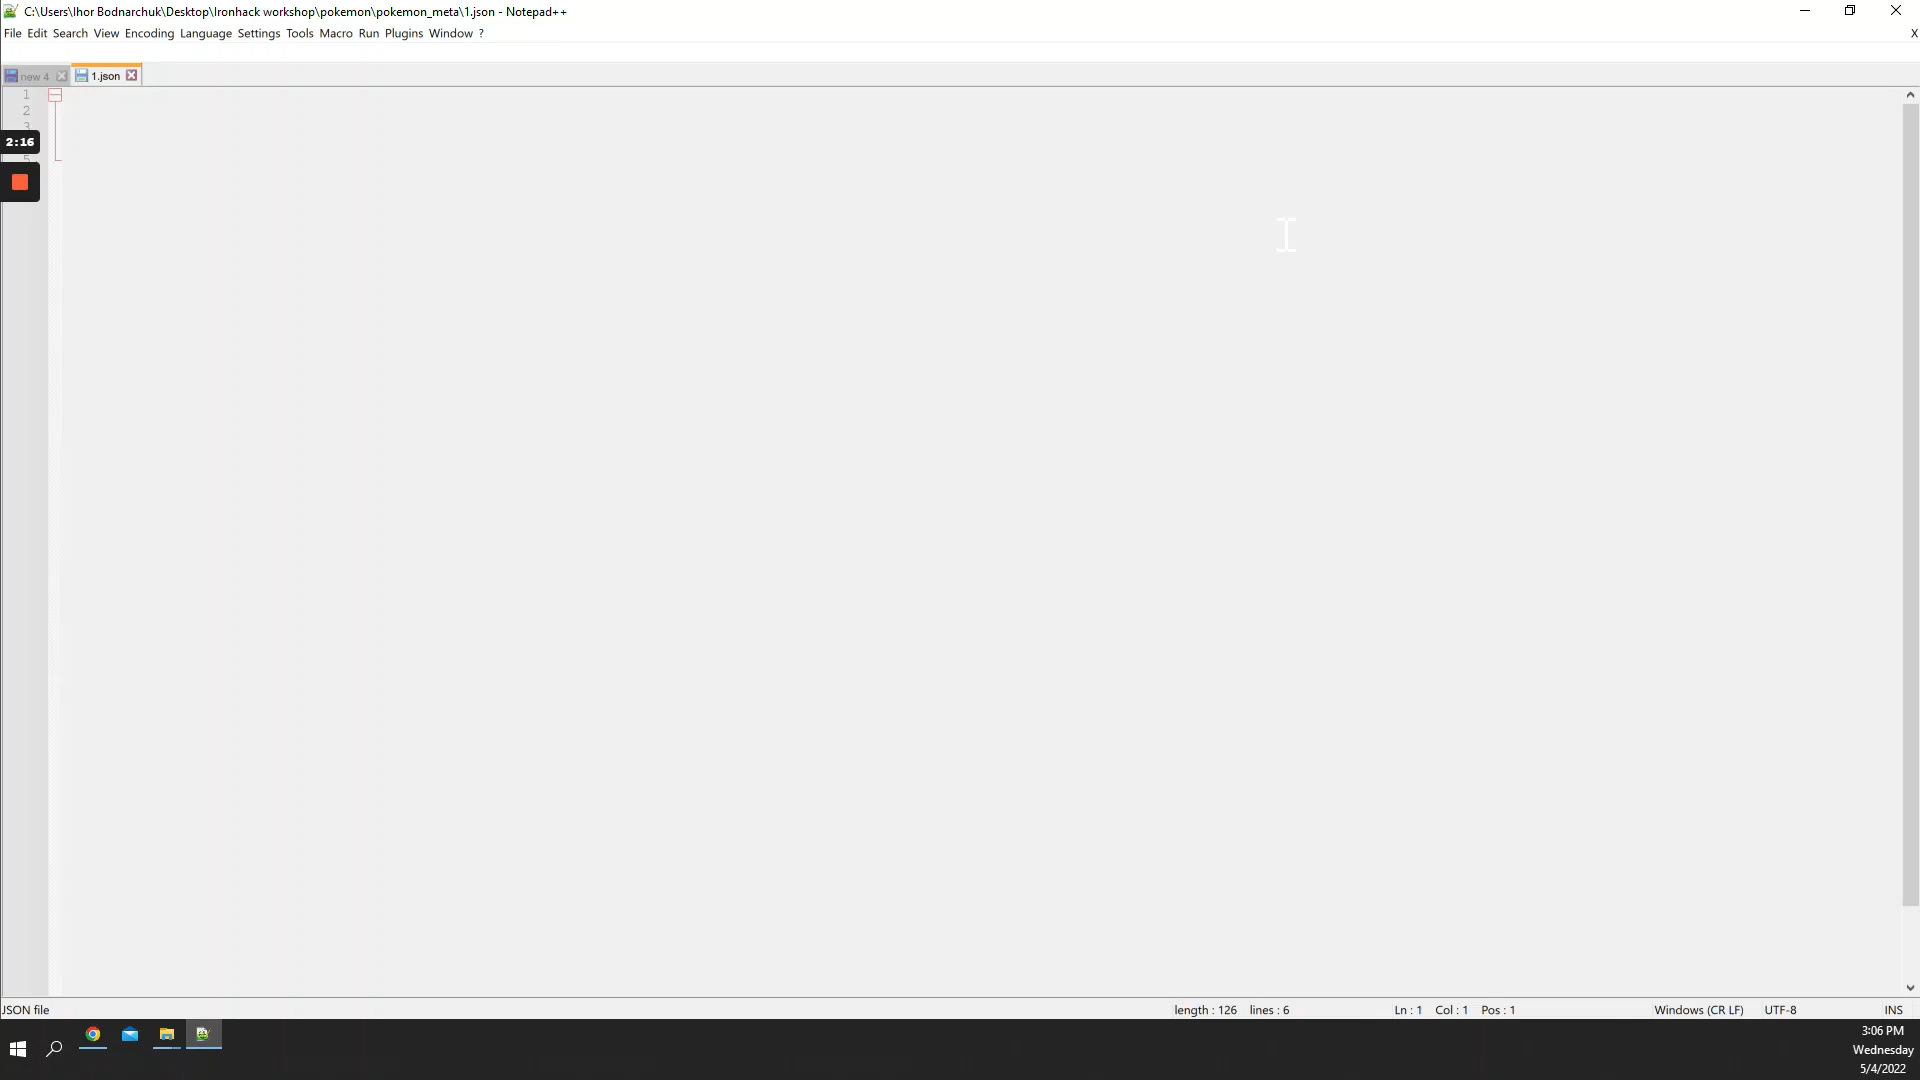 C:\Users\Ihor Bodnarchuk\Desktop\Ironhack workshop\pokemon\pokemon_meta\1.json - Notepad++
File Edit Search View Encoding Language Settings Tools Macro Run Plugins Window ?
X
new 4
1.json
1
2
3
2:16
5
JSON file
length : 126 lines : 6
Ln : 1 Col : 1 Pos : 1
Windows (CR LF)
UTF-8
INS
3:06 PM
Wednesday
5/4/2022